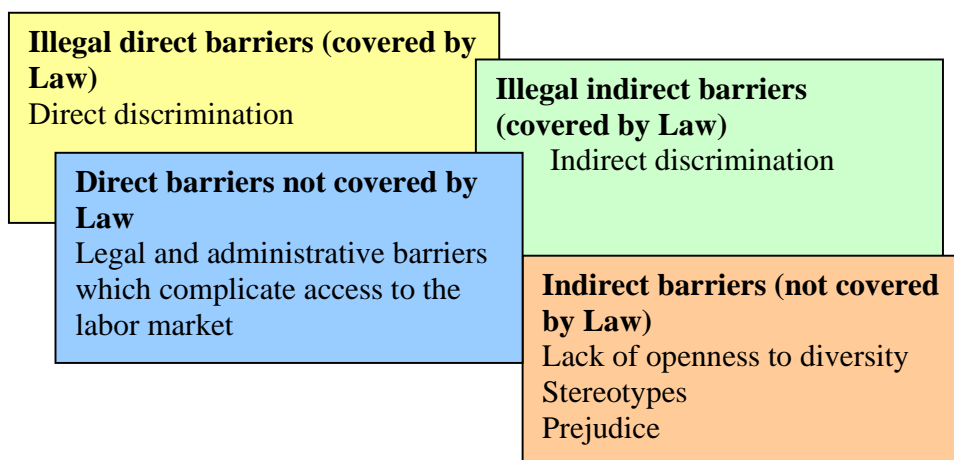 Illegal direct barriers (covered by
Law)
Direct discrimination
Illegal indirect barriers
(covered by Law)
Indirect discrimination
Direct barriers not covered by
Law
Legal and administrative barriers
which complicate access to the
labor market
Indirect barriers (not covered
by Law)
Lack of openness to diversity
Stereotypes
Prejudice